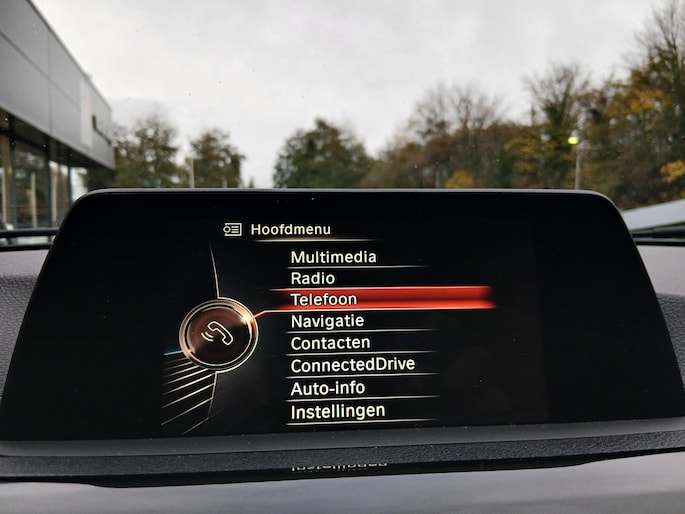 Hoofdmenu
Multimedia
Radio
Telefoon
Navigatie
Contacten
ConnectedDrive
Auto-info
Instellingen